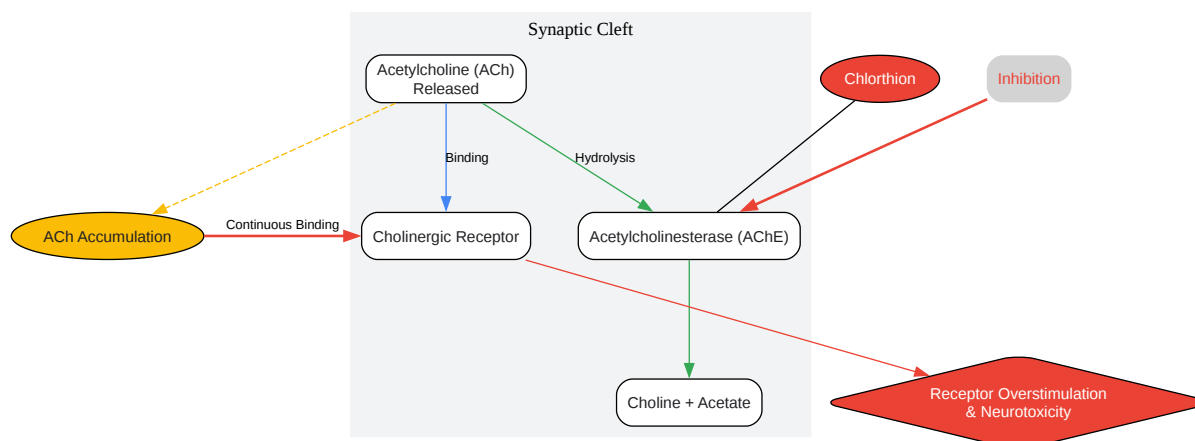 Synaptic Cleft
Acetylcholine (ACh)
Released
Chlorthion
Inhibition
Binding
Hydrolysis
ACh Accumulation
Continuous Binding
Cholinergic Receptor
Acetylcholinesterase (AChE)
Choline + Acetate
Receptor Overstimulation
& Neurotoxicity